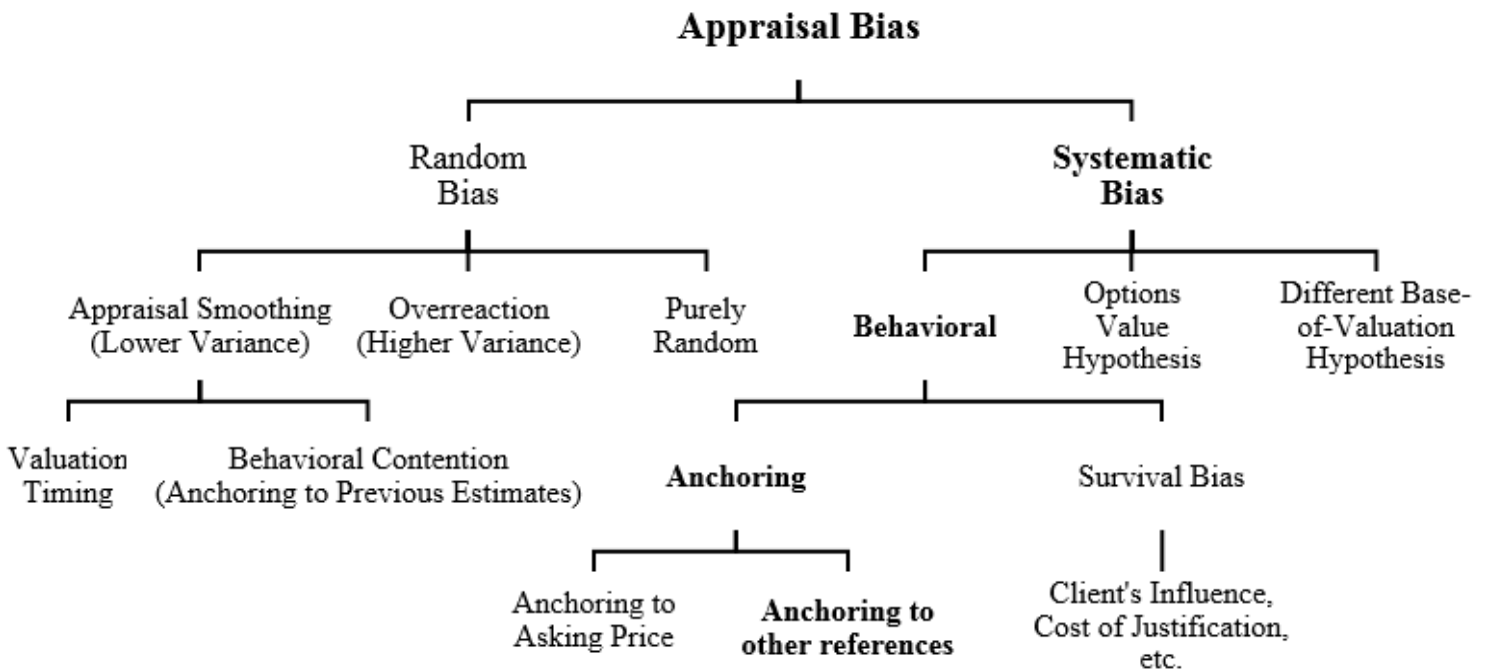 Appraisal Bias
Random
Bias
Systematic
Bias
Appraisal Smoothing
(Lower Variance)
Overreaction
(Higher Variance)
Purely
Random
Behavioral
Options
Value
Hypothesis
Different Base-
of-Valuation
Hypothesis
Valuation
Timing
Behavioral Contention
(Anchoring to Previous Estimates)
Anchoring
Survival Bias
Anchoring to
Asking Price
Anchoring to
other references
Client's Influence,
Cost of Justification,
etc.